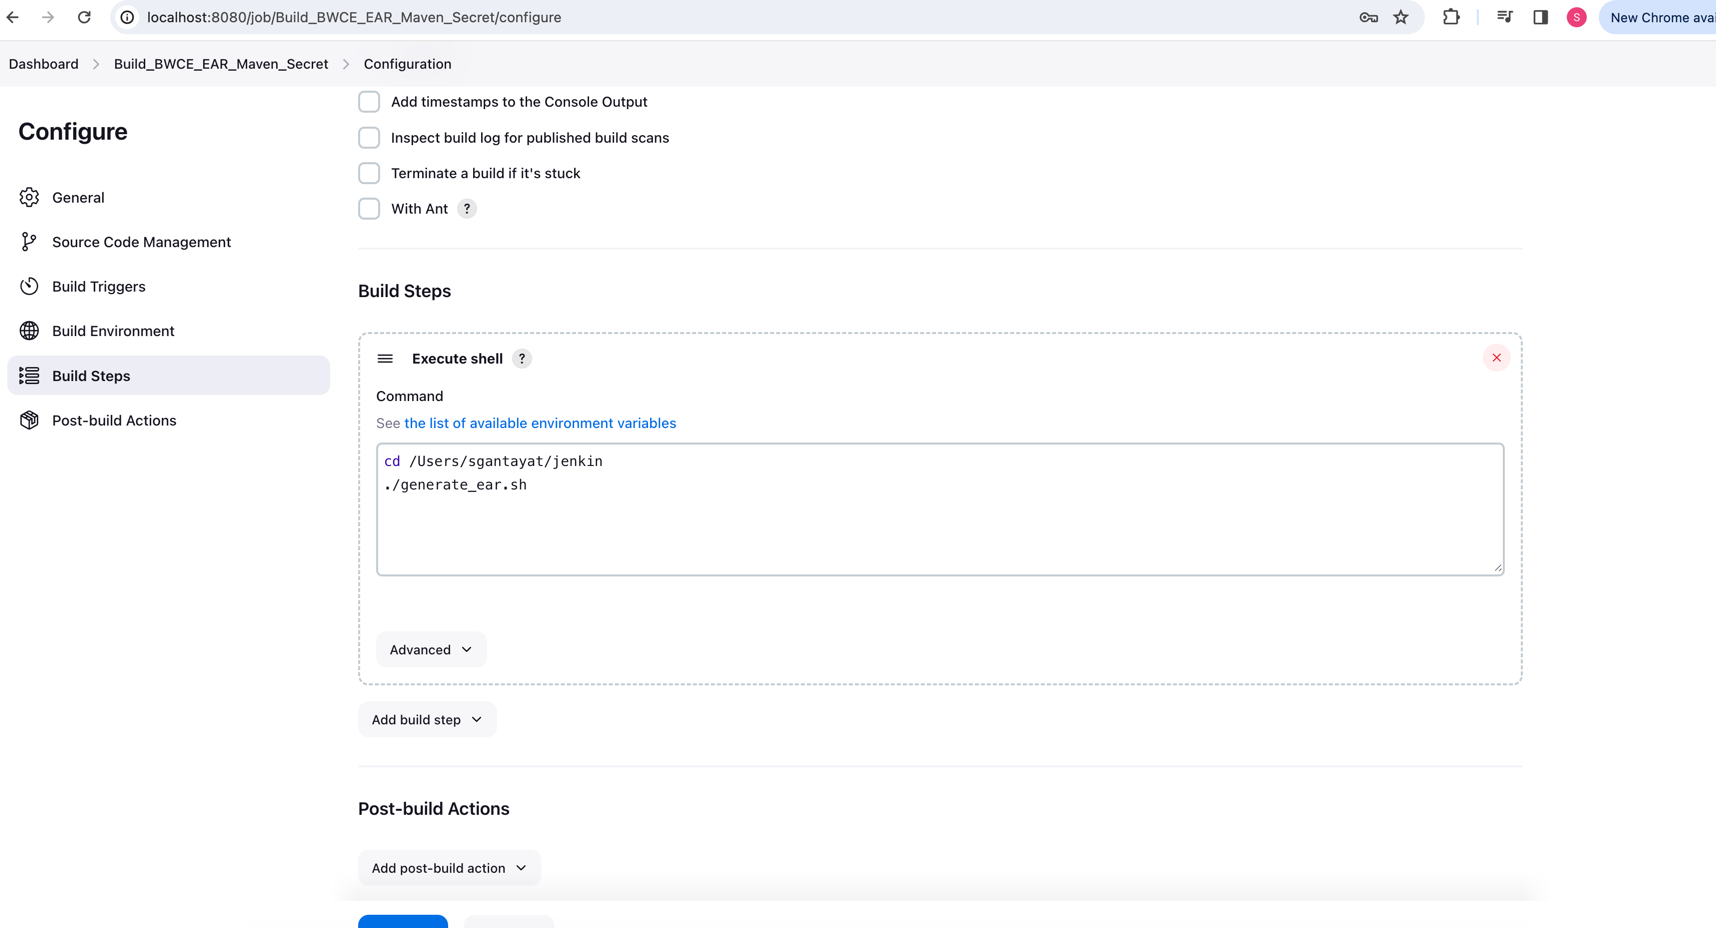 localhost:8080/job/Build_BWCE_EAR_Maven_Secret/configure
S
New Chrome avai
Dashboard > Build_BWCE_EAR_Maven_Secret > Configuration
Configure
General
Source Code Management
Build Triggers
Build Environment
Build Steps
Post-build Actions
Add timestamps to the Console Output
Inspect build log for published build scans
Terminate a build if it's stuck
With Ant ?
Build Steps
Execute shell ?
Command
See the list of available environment variables
cd /Users/sgantayat/jenkin
./generate_ear.sh
Advanced
Add build step
Post-build Actions
Add post-build action